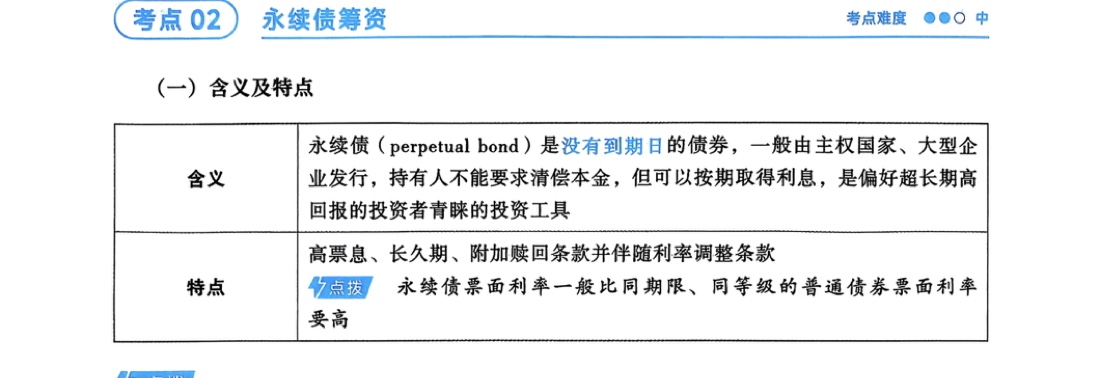 考点 02 永续债筹资 考点难度 中
（一）含义及特点
含义
永续债（perpetual bond）是没有到期日的债券，一般由主权国家、大型企
业发行，持有人不能要求清偿本金，但可以按期取得利息，是偏好超长期高
回报的投资者青睐的投资工具
特点
高票息、长久期、附加赎回条款并伴随利率调整条款
点拨 永续债票面利率一般比同期限、同等级的普通债券票面利率
要高